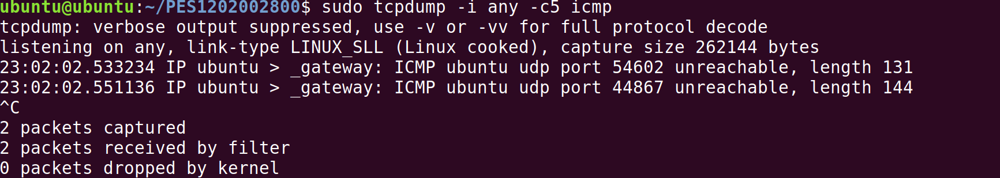 ubuntu@ubuntu:~/PES1202002800$ sudo tcpdump -i any -c5 icmp
tcpdump: verbose output suppressed, use -v or -vv for full protocol decode
listening on any, link-type LINUX_SLL (Linux cooked), capture size 262144 bytes
23:02:02.533234 IP ubuntu > _gateway: ICMP ubuntu udp port 54602 unreachable, length 131
23:02:02.551136 IP ubuntu > _gateway: ICMP ubuntu udp port 44867 unreachable, length 144
^C
2 packets captured
2 packets received by filter
0 packets dropped by kernel